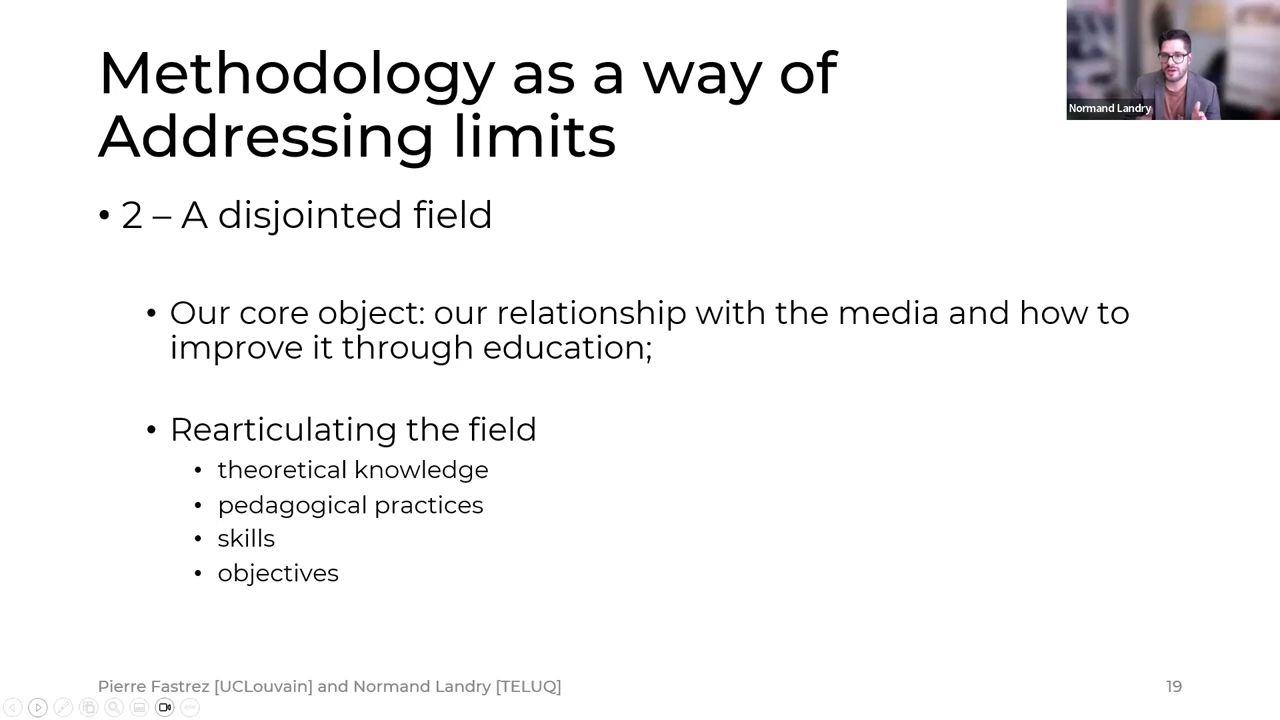 Methodology as a way of
Addressing limits
Normand Landry
• 2 – A disjointed field
• Our core object: our relationship with the media and how to
improve it through education;
• Rearticulating the field
• theoretical knowledge
• pedagogical practices
• skills
• objectives
Pierre Fastrez [UCLouvain] and Normand Landry [TELUQ]
19